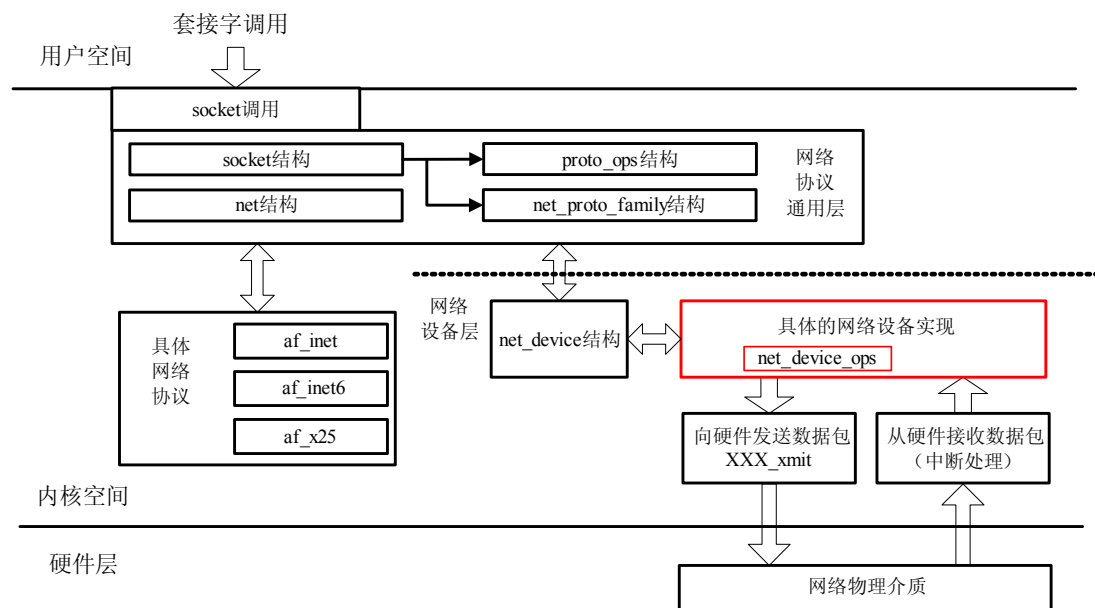 套接字调用
用户空间
socket调用
socket结构
proto_ops结构
网络
协议
通用层
net结构
net_proto_family结构
网络
设备层
net_device结构
具体的网络设备实现
net_device_ops
具体
网络
协议
af_inet
af_inet6
af_x25
向硬件发送数据包
XXX_xmit
从硬件接收数据包
（中断处理）
内核空间
硬件层
网络物理介质